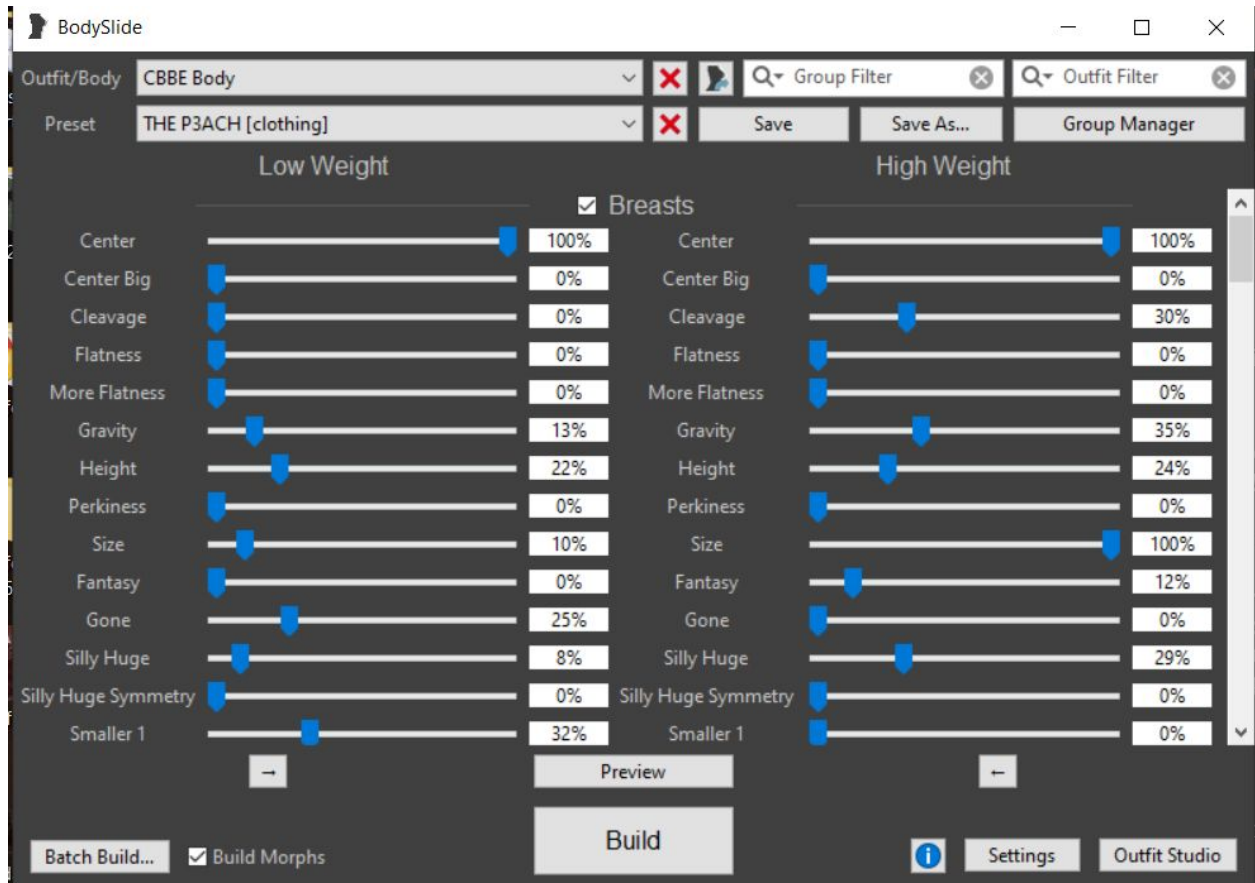 BodySlide
Outfit/Body CBBE Body Group Filter Outfit Filter
Preset THE P3ACH [clothing] Save Save As... Group Manager
Low Weight High Weight
Breasts
Center 100% Center 100%
Center Big 0% Center Big 0%
Cleavage 0% Cleavage 30%
Flatness 0% Flatness 0%
More Flatness 0% More Flatness 0%
Gravity 13% Gravity 35%
Height 22% Height 24%
Perkiness 0% Perkiness 0%
Size 10% Size 100%
Fantasy 0% Fantasy 12%
Gone 25% Gone 0%
Silly Huge 8% Silly Huge 29%
Silly Huge Symmetry 0% Silly Huge Symmetry 0%
Smaller 1 32% Smaller 1 0%
→ Preview ←
Batch Build... Build Morphs Build Settings Outfit Studio